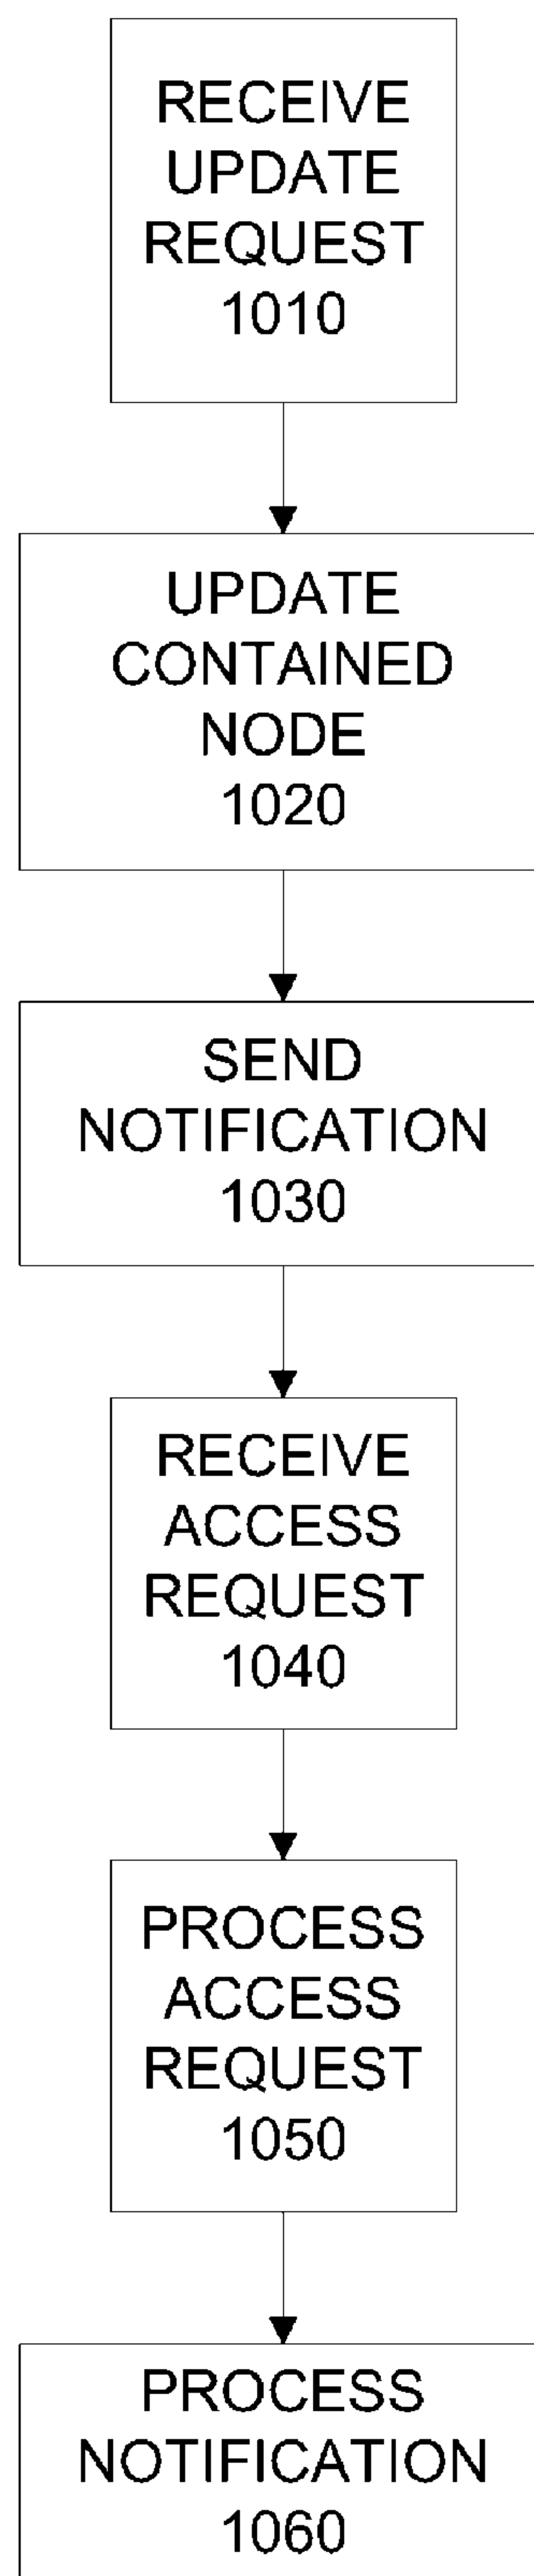 RECEIVE
UPDATE
REQUEST
1010
UPDATE
CONTAINED
NODE
1020
SEND
NOTIFICATION
1030
RECEIVE
ACCESS
REQUEST
1040
PROCESS
ACCESS
REQUEST
1050
PROCESS
NOTIFICATION
1060